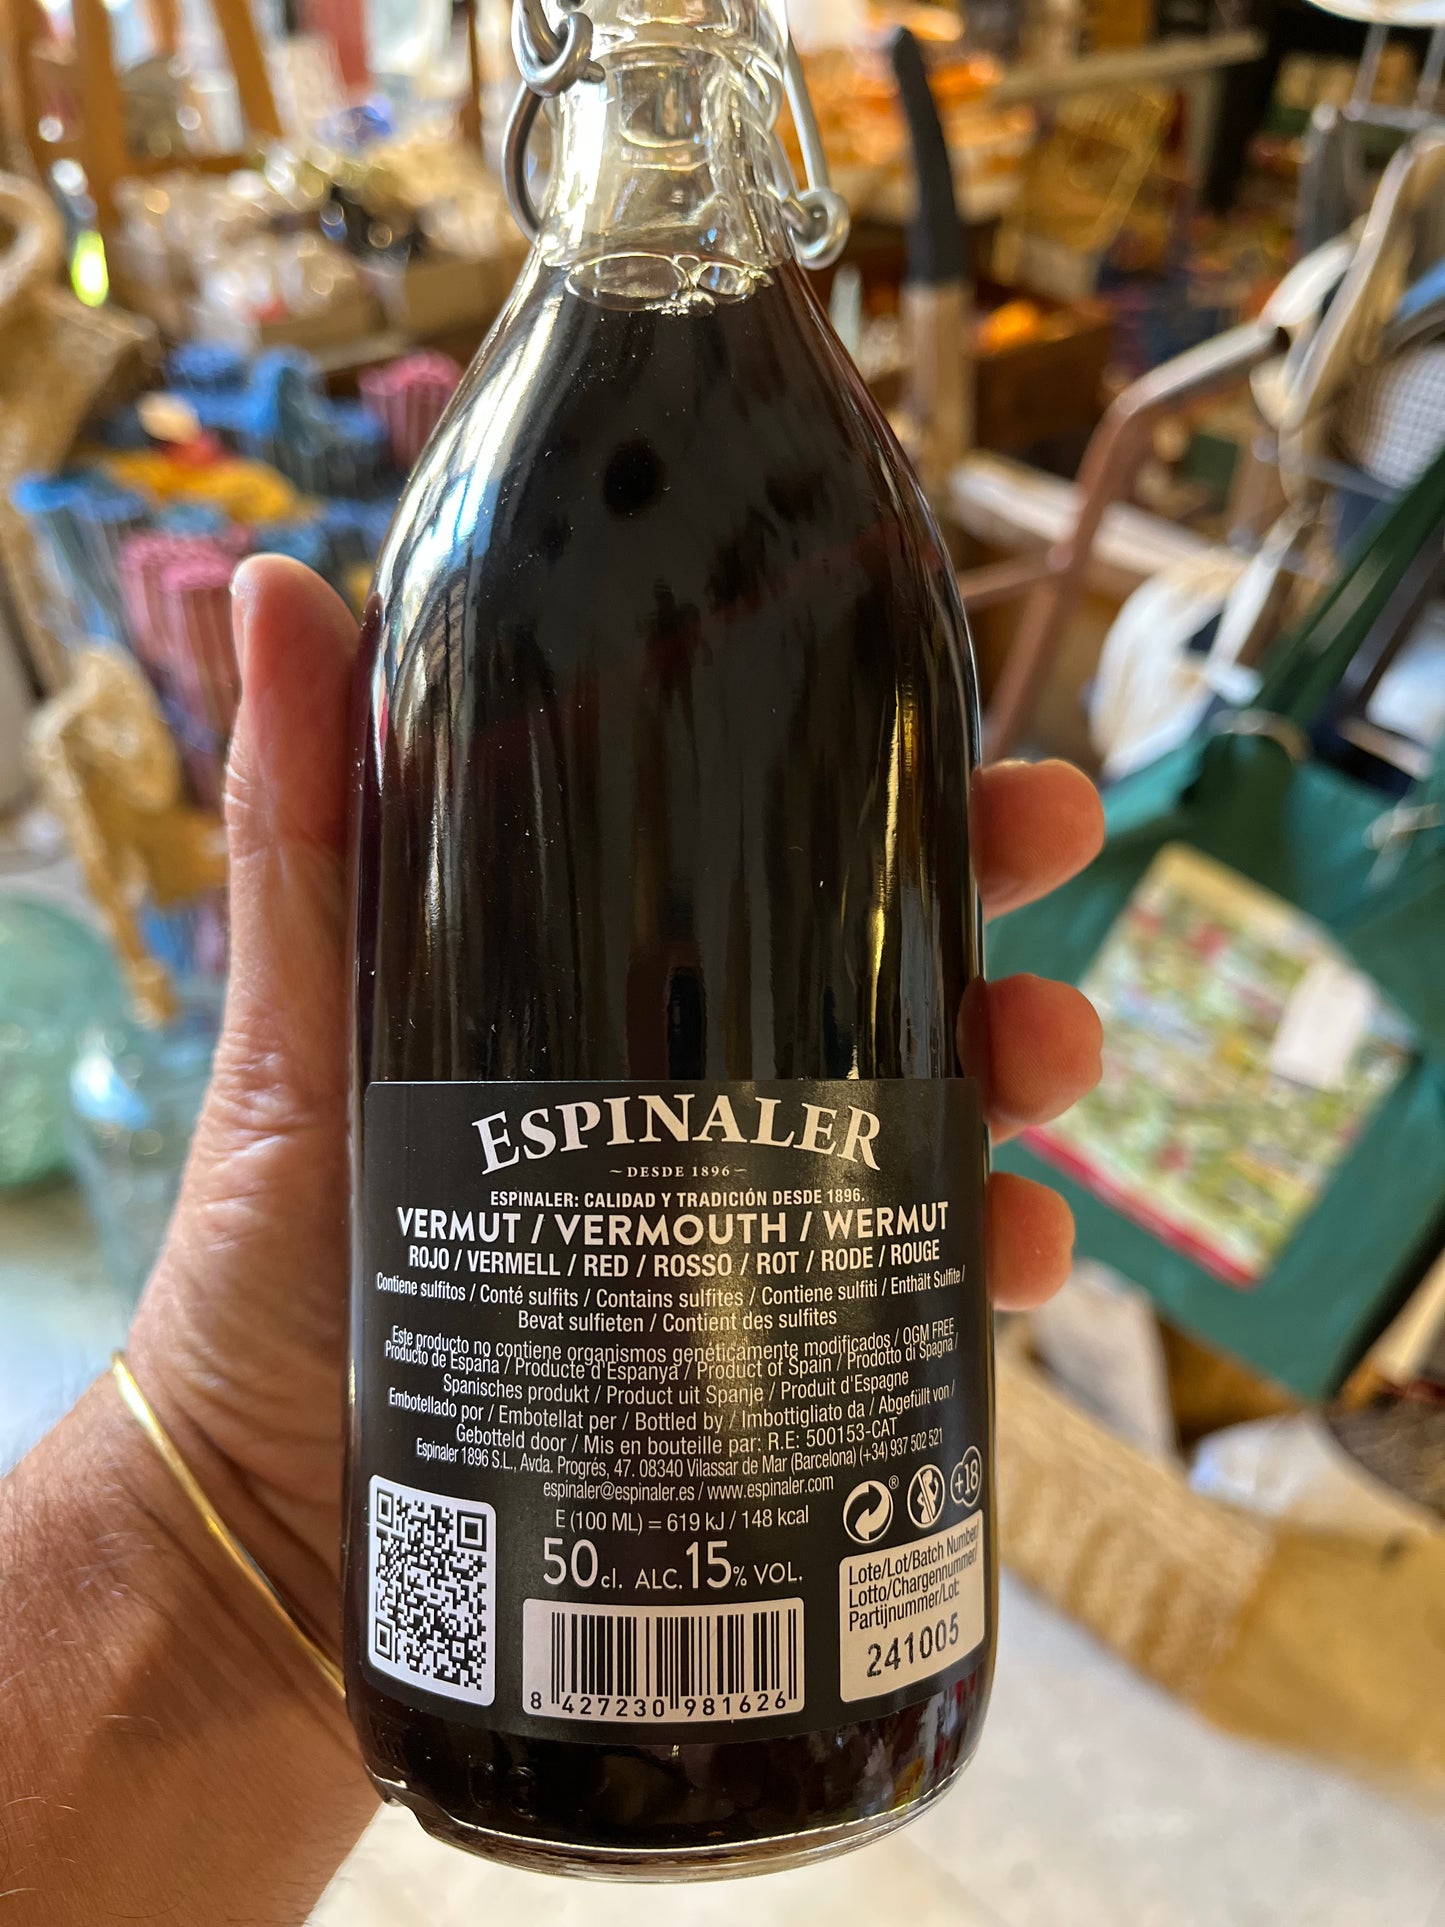 ESPINALER
~ DESDE 1896 ~
ESPINALER: CALIDAD Y TRADICIÓN DESDE 1896.
VERMUT / VERMOUTH / WERMUT
ROJO / VERMELL / RED / ROSSO / ROT / RODE / ROUGE
Contiene sulfitos / Conté sulfits / Contains sulfites / Contiene sulfiti / Enthält Sulfite /
Bevat sulfieten / Contient des sulfites
Este producto no contiene organismos genéticamente modificados / OGM FREE
Producto de España / Producte d'Espanya / Product of Spain / Prodotto di Spagna /
Spanisches produkt / Product uit Spanje / Produit d'Espagne
Embotellado por / Embotellat per / Bottled by / Imbottigliato da / Abgefüllt von /
Gebotteld door / Mis en bouteille par: R.E: 500153-CAT
Espinaler 1896 S.L., Avda. Progrés, 47. 08340 Vilassar de Mar (Barcelona) (+34) 937 502 521
espinaler@espinaler.es / www.espinaler.com
®
+18
E (100 ML) = 619 kJ / 148 kcal
50 cl. ALC. 15% VOL.
Lote/Lot/Batch Number/
Lotto/Chargennummer/
Partijnummer/Lot:
241005
8 427230 981626